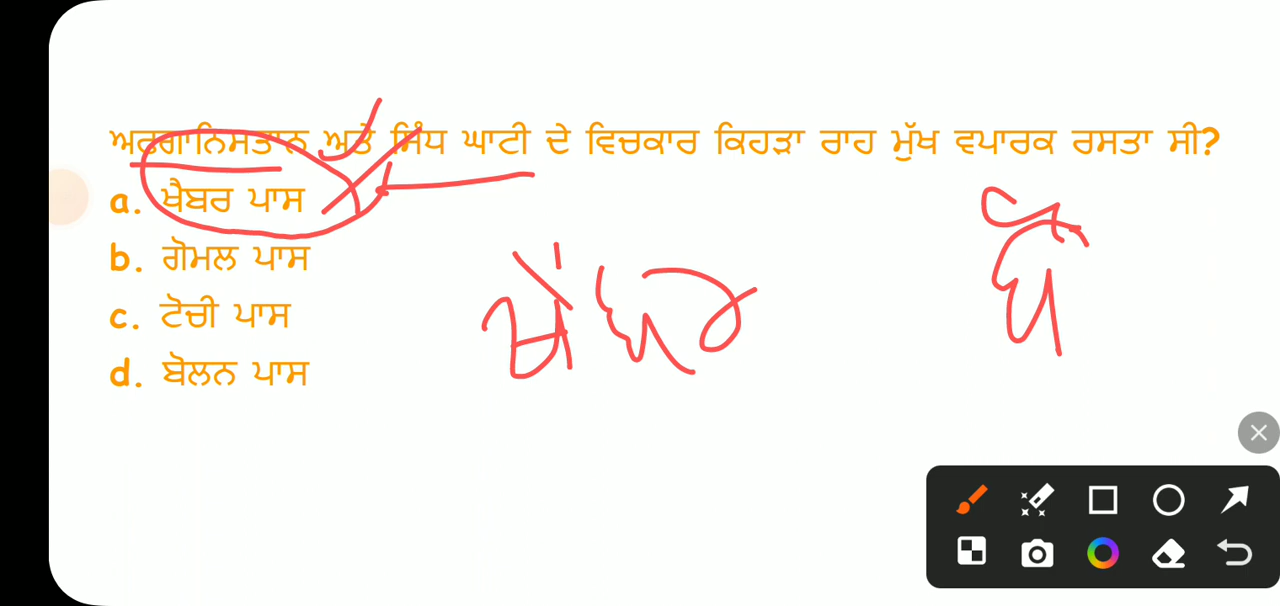 ਅਫਗਾਨਿਸਤਾਨ ਅਤੇ ਸਿੰਧ ਘਾਟੀ ਦੇ ਵਿਚਕਾਰ ਕਿਹੜਾ ਰਾਹ ਮੁੱਖ ਵਪਾਰਕ ਰਸਤਾ ਸੀ?
a. ਖੈਬਰ ਪਾਸ
b. ਗੋਮਲ ਪਾਸ
c. ਟੋਚੀ ਪਾਸ
d. ਬੋਲਨ ਪਾਸ